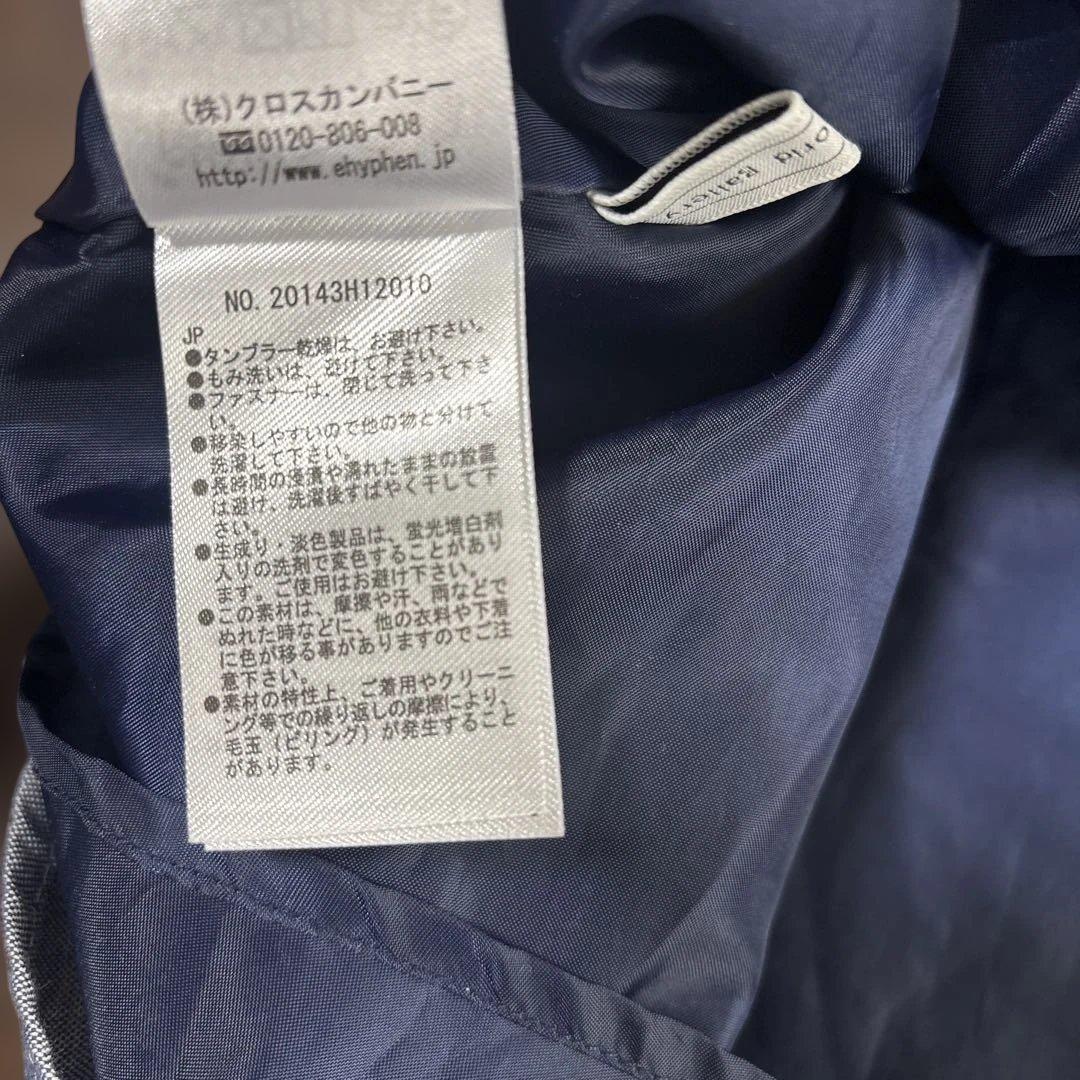 (株)クロスカンパニー
0120-806-008
http://www.ehyphen.jp
NO. 20143H12010
JP
●タンブラー乾燥は、お避け下さい。
●もみ洗いは、避けて下さい。
●ファスナーは、閉じて洗って下さ
い。
●移染しやすいので他の物と分けて
洗濯して下さい。
●長時間の浸漬や濡れたままの放置
は避け、洗濯後すばやく干して下
さい。
●生成り・淡色製品は、蛍光増白剤
入りの洗剤で変色することがあり
ます。ご使用はお避け下さい。
●この素材は、摩擦や汗、雨などで
ぬれた時などに、他の衣料や下着
に色が移る事がありますのでご注
意下さい。
●素材の特性上、ご着用やクリーニ
ング等での繰り返しの摩擦により、
毛玉（ピリング）が発生すること
があります。
orld
Gallery